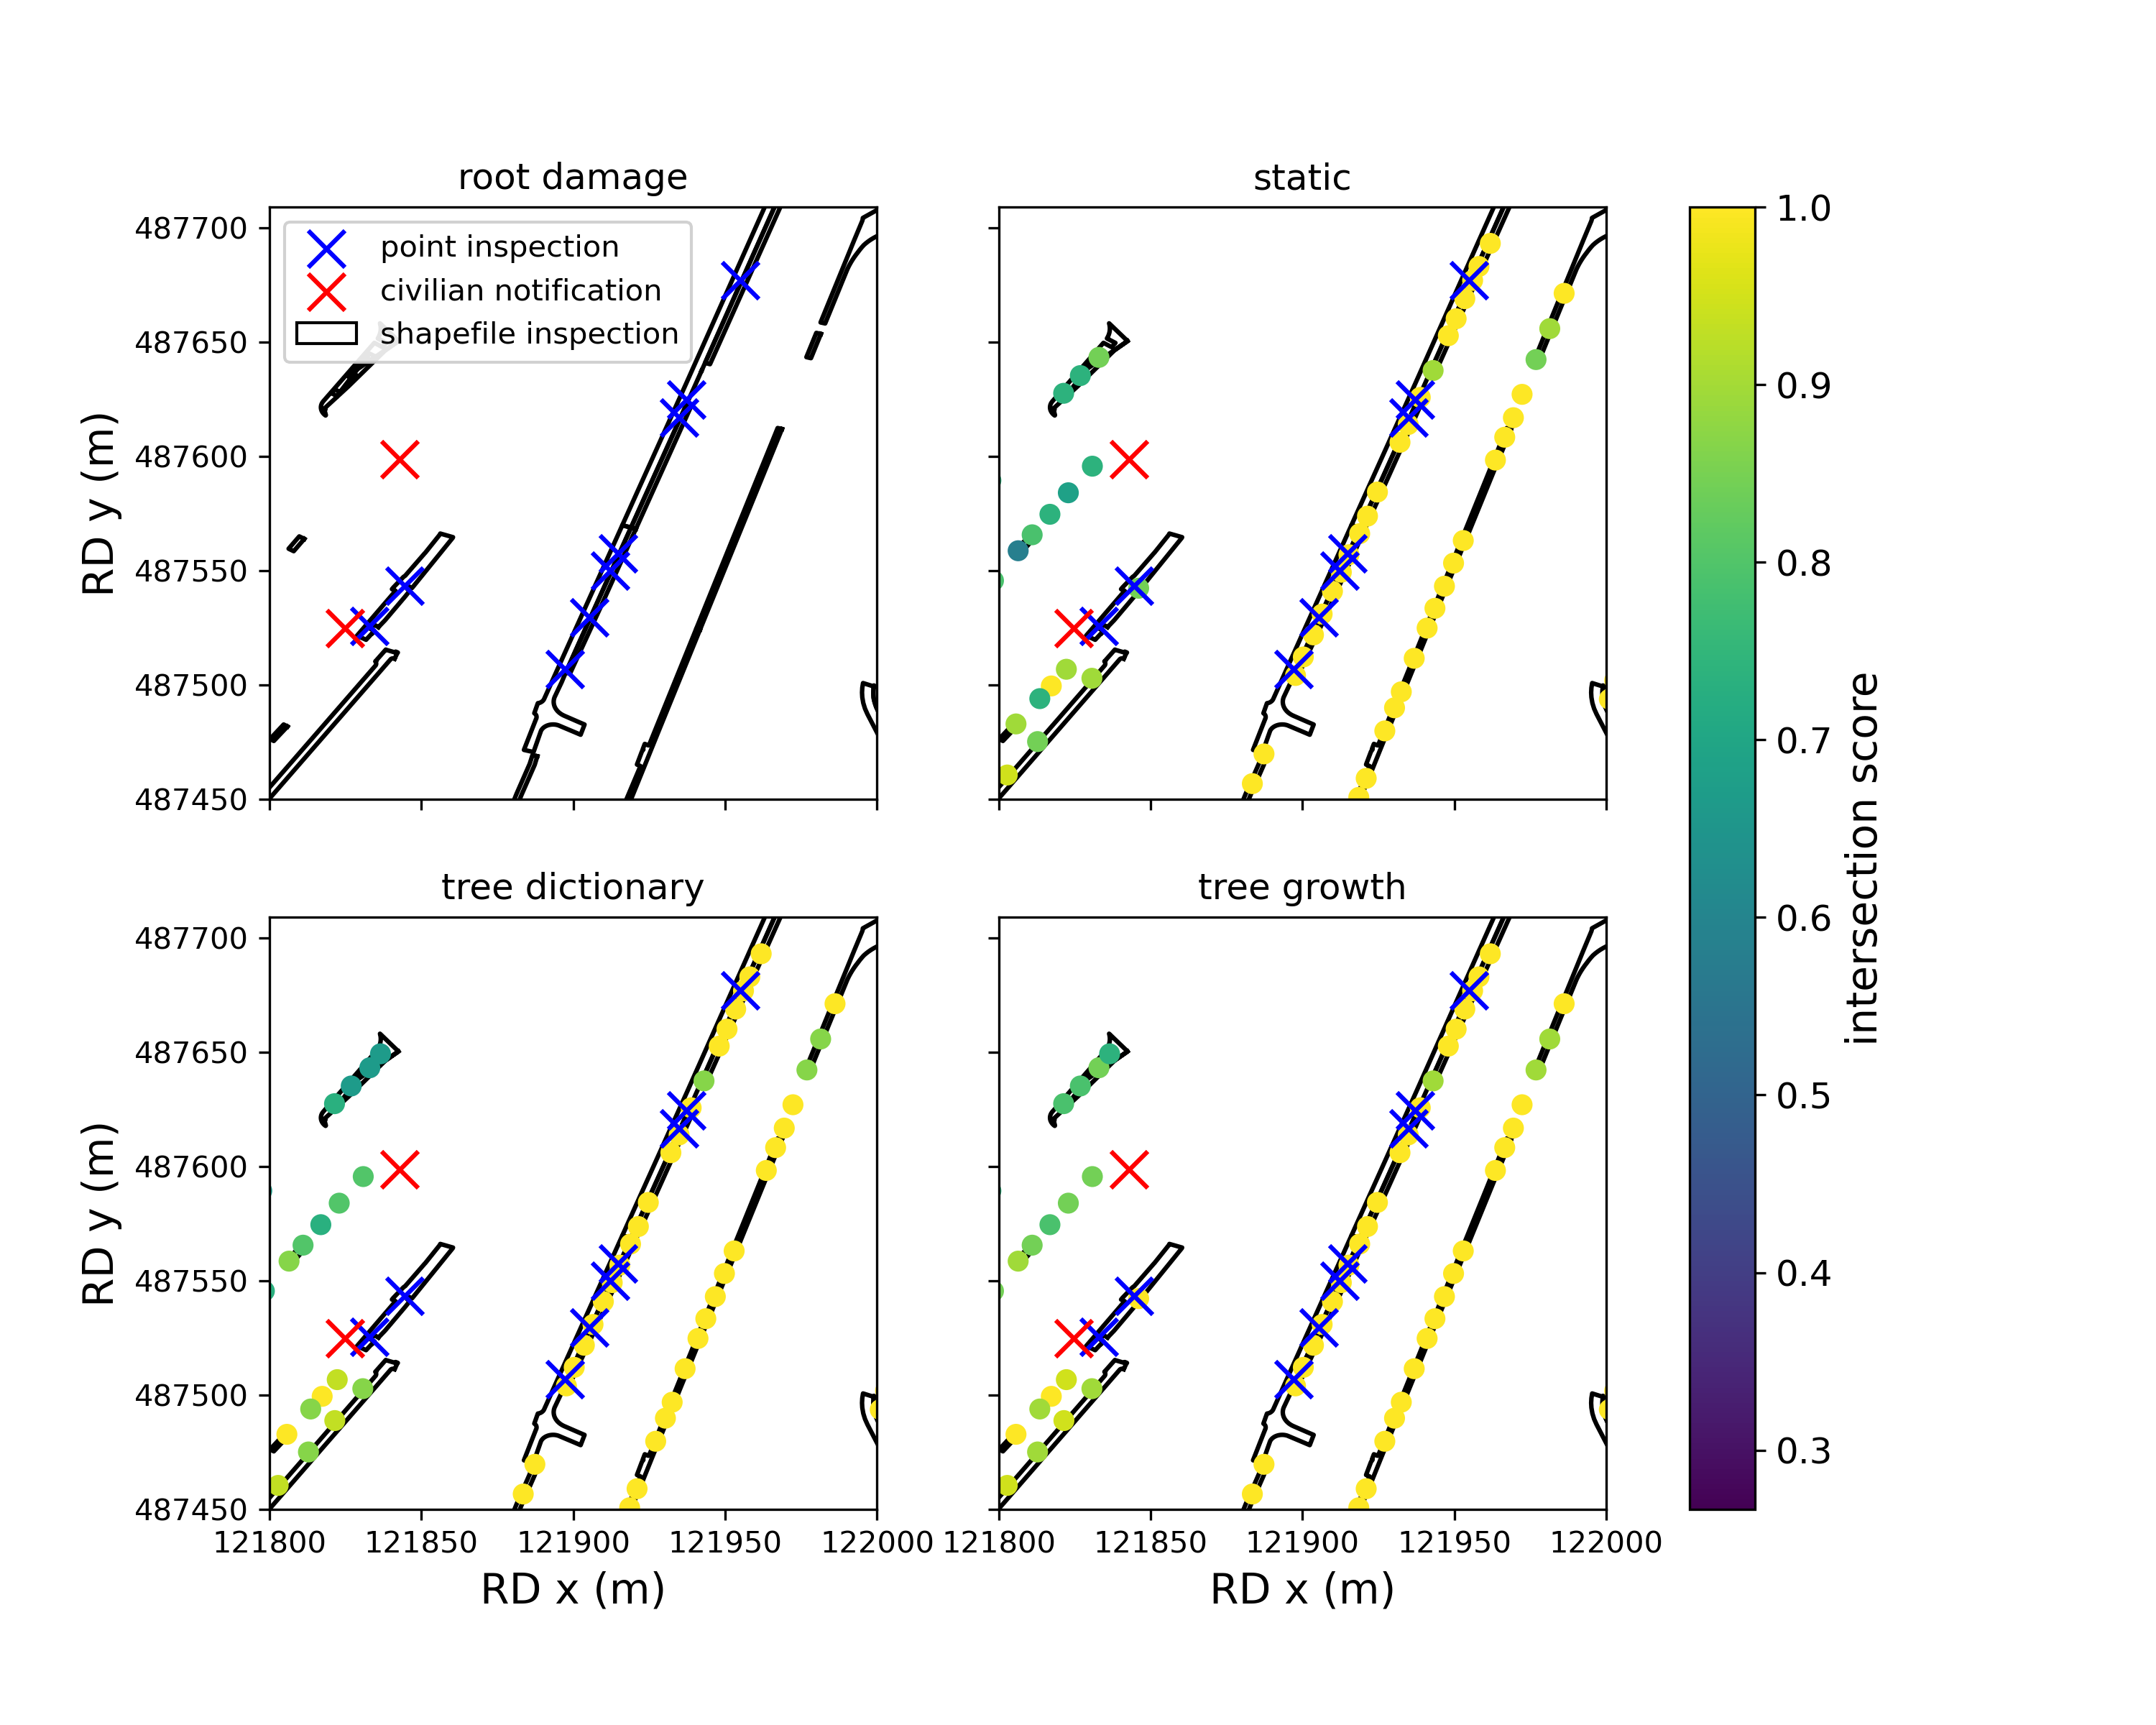 root damage
static
487700
487650
487600
487550
487500
487450
RD y (m)
point inspection
civilian notification
shapefile inspection
tree dictionary
tree growth
487700
487650
487600
487550
487500
487450
RD y (m)
121800
121850
121900
121950
122000
RD x (m)
121800
121850
121900
121950
122000
RD x (m)
1.0
0.9
0.8
0.7
0.6
0.5
0.4
0.3
intersection score